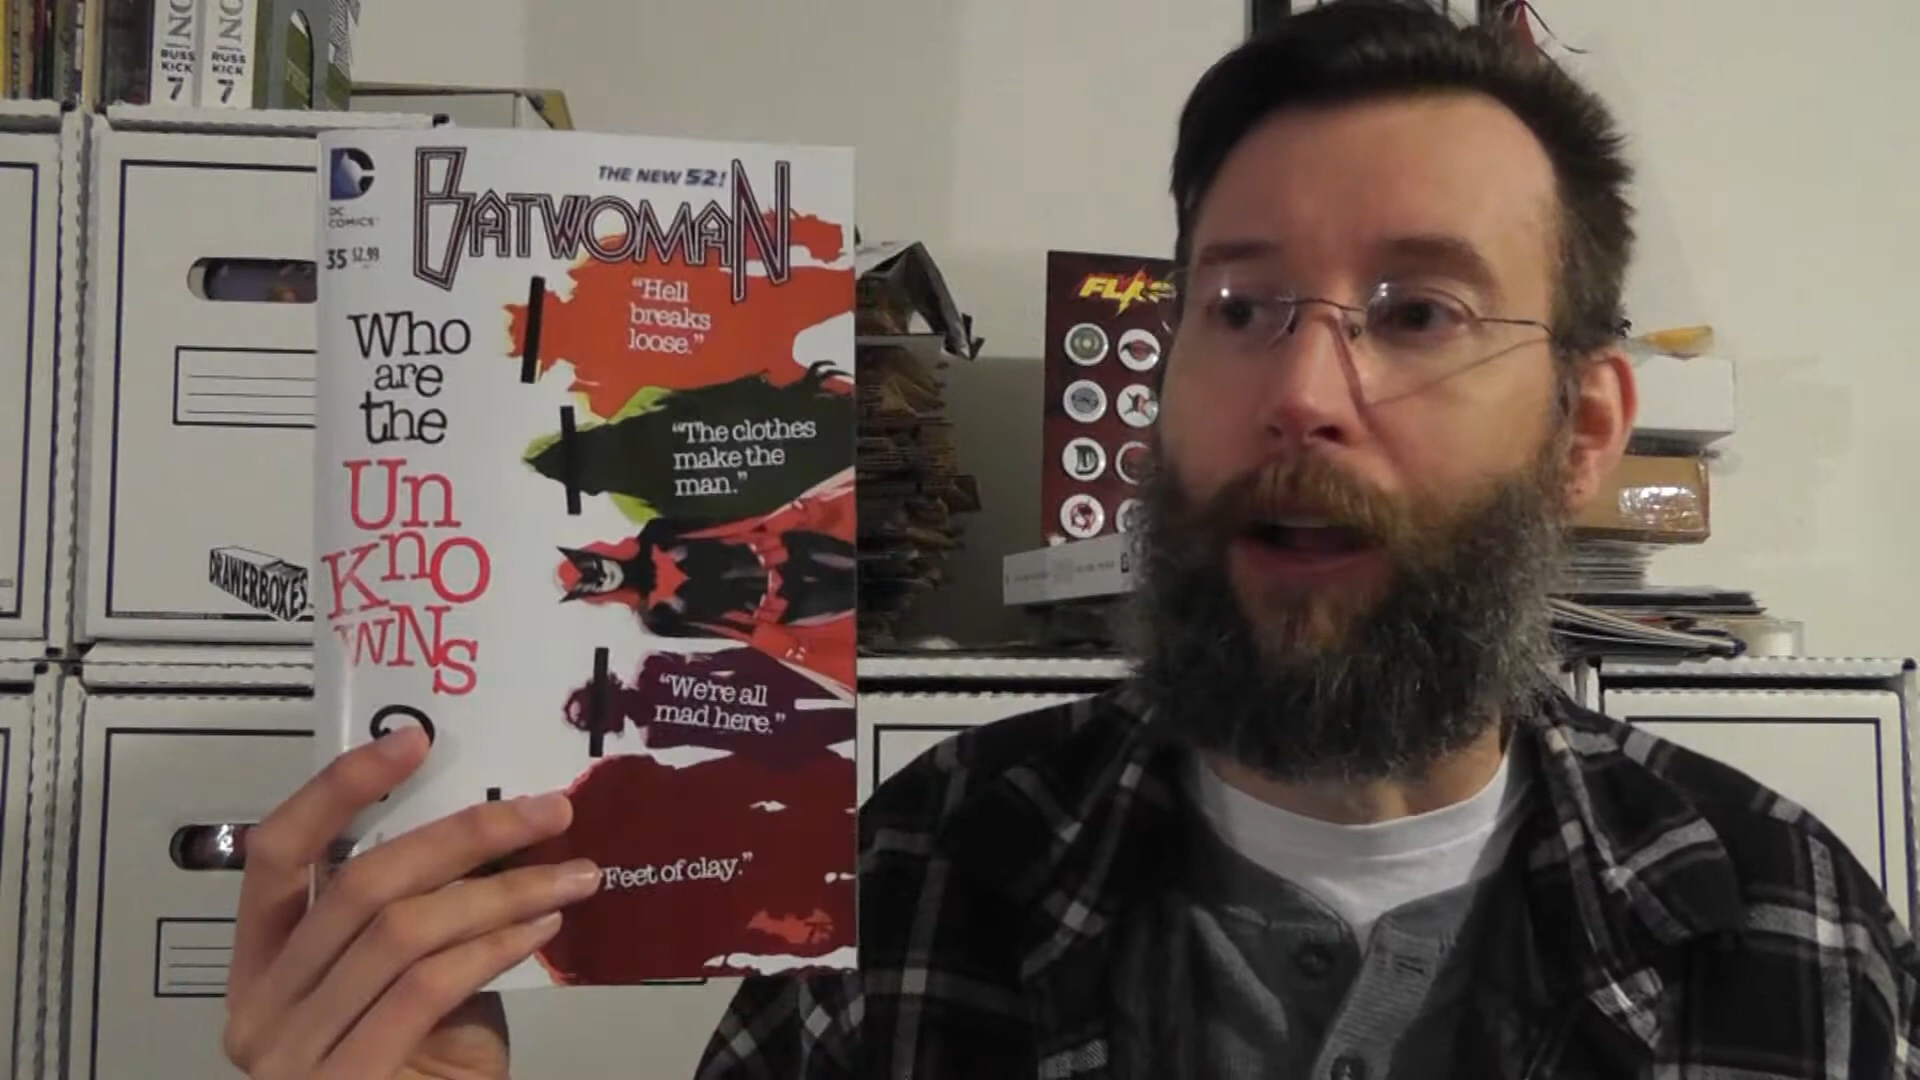 NO
RUSS
KICK
7
NO
RUSS
KICK
7
DC
COMICS
THE NEW 52!
BATWOMAN
35 $2.99
Who
are
the
Un
Kno
wNs
?
"Hell
breaks
loose."
"The clothes
make the
man."
"We're all
mad here."
"Feet of clay."
75
DRAWERBOXES
FLASH